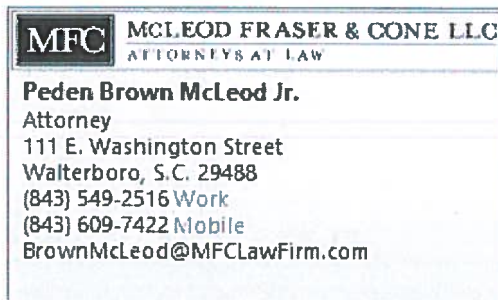 MFC
MCLEOD FRASER & CONE LLC
ATTORNEYS AT LAW
Peden Brown McLeod Jr.
Attorney
111 E. Washington Street
Walterboro, S.C. 29488
(843) 549-2516 Work
(843) 609-7422 Mobile
BrownMcLeod@MFCLawFirm.com